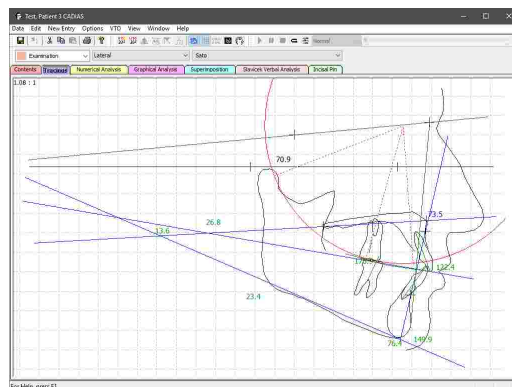 Test, Patient 3 CADIAS
Data Edit New Entry Options VTO View Window Help
Normal
Examination Lateral Sato
Contents Tracings Numerical Analysis Graphical Analysis Superimposition Slavicek Verbal Analysis Incisal Pin
1.08 : 1
70.9
73.5
26.8
13.6
122.4
23.4
76.4
149.9
For Help, press F1